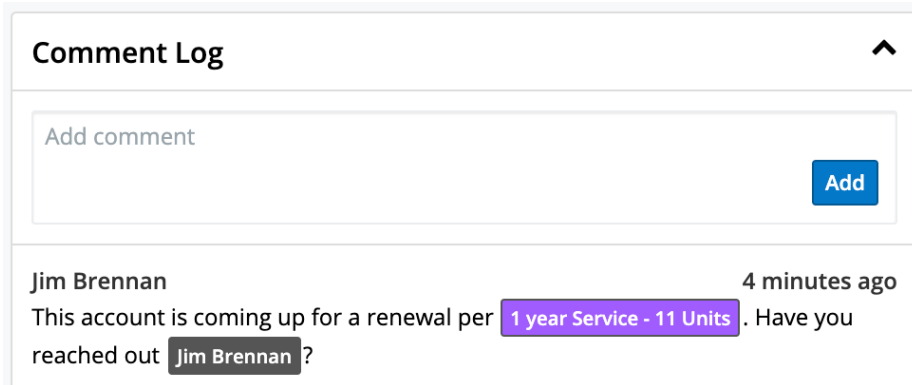 Comment Log
Add comment
Add
Jim Brennan 4 minutes ago
This account is coming up for a renewal per 1 year Service - 11 Units . Have you
reached out Jim Brennan ?